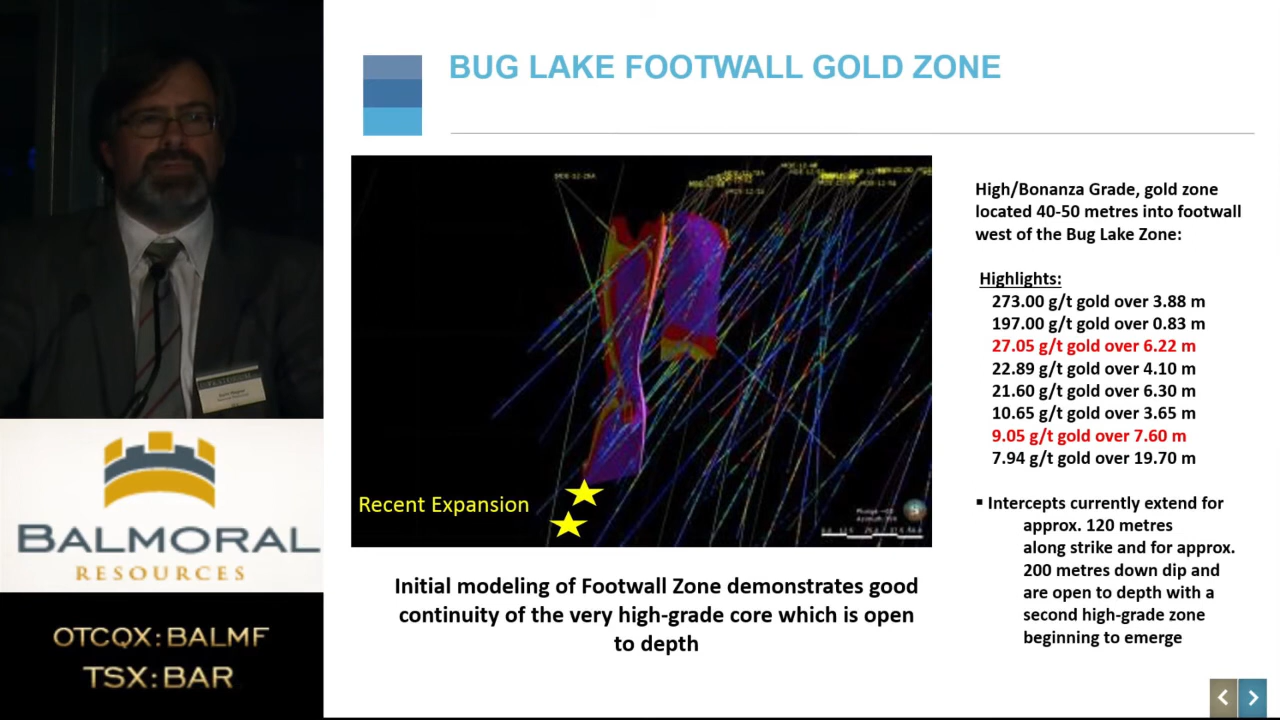 BUG LAKE FOOTWALL GOLD ZONE
High/Bonanza Grade, gold zone
located 40-50 metres into footwall
west of the Bug Lake Zone:
Highlights:
273.00 g/t gold over 3.88 m
197.00 g/t gold over 0.83 m
27.05 g/t gold over 6.22 m
22.89 g/t gold over 4.10 m
21.60 g/t gold over 6.30 m
10.65 g/t gold over 3.65 m
9.05 g/t gold over 7.60 m
7.94 g/t gold over 19.70 m
▪ Intercepts currently extend for
approx. 120 metres
along strike and for approx.
200 metres down dip and
are open to depth with a
second high-grade zone
beginning to emerge
Recent Expansion
Initial modeling of Footwall Zone demonstrates good
continuity of the very high-grade core which is open
to depth
BALMORAL
RESOURCES
OTCQX:BALMF
TSX:BAR